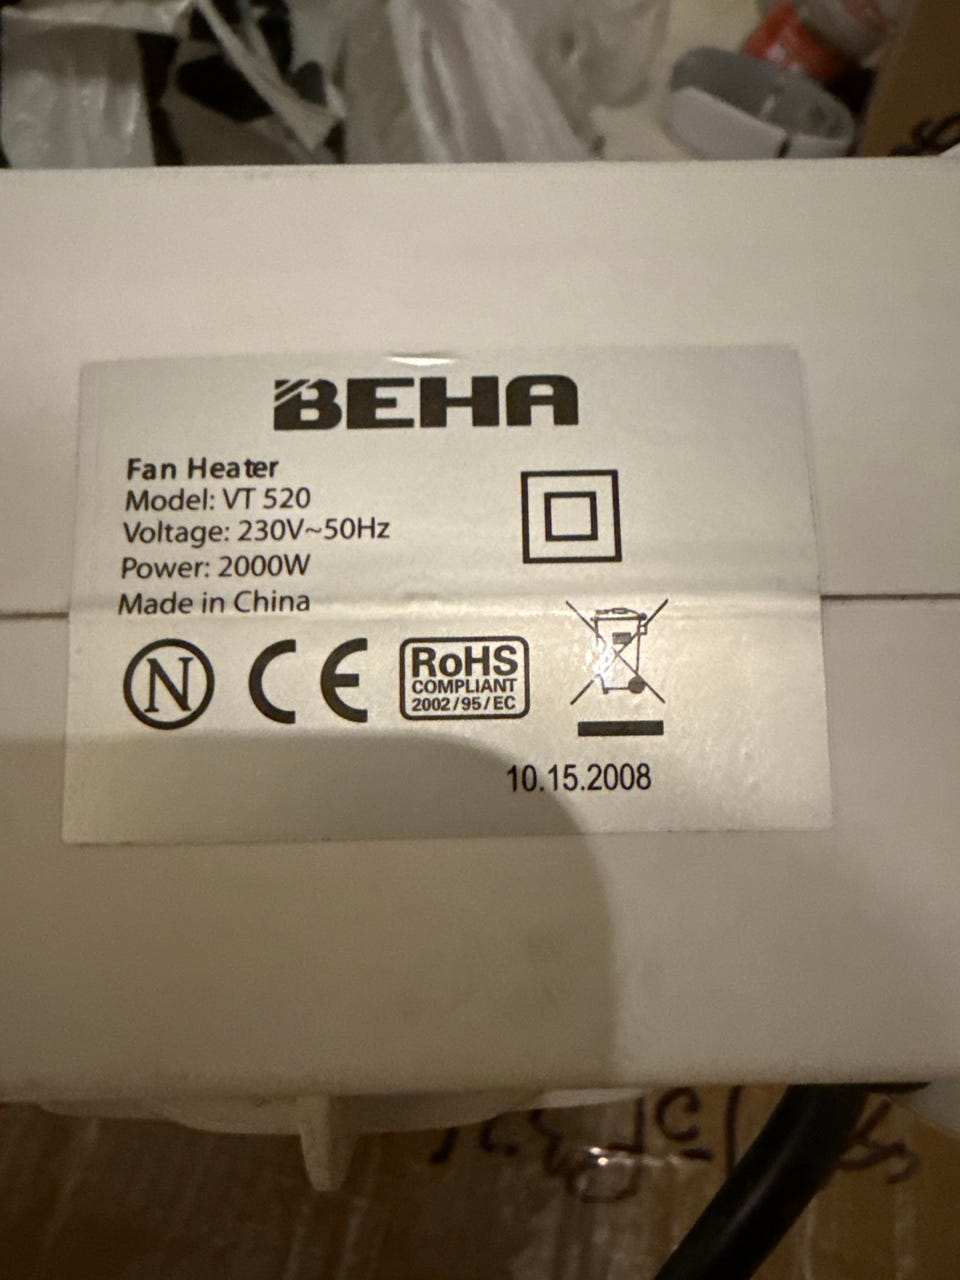 BEHA
Fan Heater
Model: VT 520
Voltage: 230V~50Hz
Power: 2000W
Made in China
N
CE
RoHS
COMPLIANT
2002/95/EC
10.15.2008